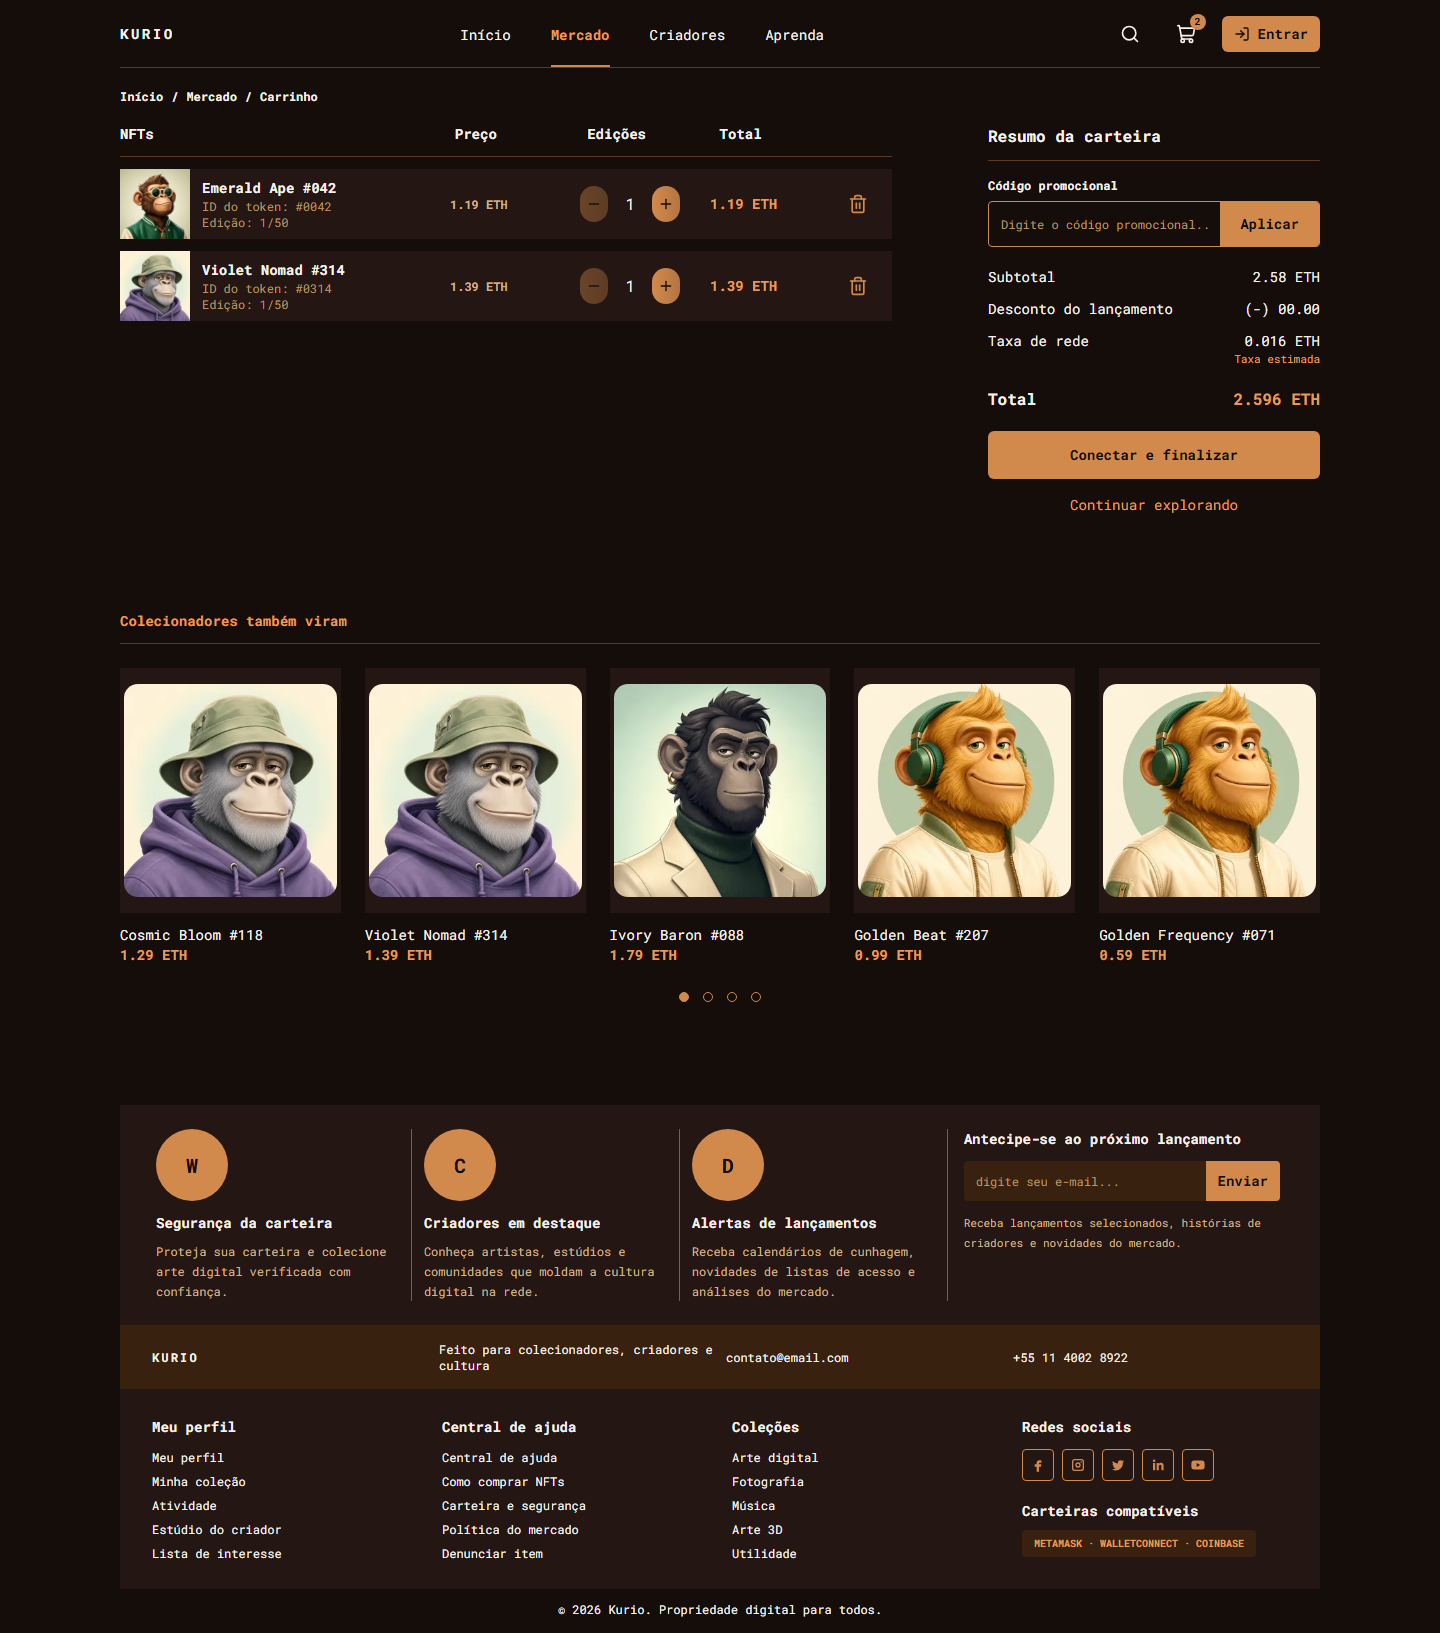 KURIO
Início
Mercado
Criadores
Aprenda
2
Entrar
Início / Mercado / Carrinho
NFTs
Preço
Edições
Total
Emerald Ape #042
ID do token: #0042
Edição: 1/50
1.19 ETH
1
1.19 ETH
Violet Nomad #314
ID do token: #0314
Edição: 1/50
1.39 ETH
1
1.39 ETH
Resumo da carteira
Código promocional
Digite o código promocional..
Aplicar
Subtotal
2.58 ETH
Desconto do lançamento
(-) 00.00
Taxa de rede
0.016 ETH
Taxa estimada
Total
2.596 ETH
Conectar e finalizar
Continuar explorando
Colecionadores também viram
Cosmic Bloom #118
1.29 ETH
Violet Nomad #314
1.39 ETH
Ivory Baron #088
1.79 ETH
Golden Beat #207
0.99 ETH
Golden Frequency #071
0.59 ETH
W
Segurança da carteira
Proteja sua carteira e colecione
arte digital verificada com
confiança.
C
Criadores em destaque
Conheça artistas, estúdios e
comunidades que moldam a cultura
digital na rede.
D
Alertas de lançamentos
Receba calendários de cunhagem,
novidades de listas de acesso e
análises do mercado.
Antecipe-se ao próximo lançamento
digite seu e-mail...
Enviar
Receba lançamentos selecionados, histórias de
criadores e novidades do mercado.
KURIO
Feito para colecionadores, criadores e
cultura
contato@email.com
+55 11 4002 8922
Meu perfil
Meu perfil
Minha coleção
Atividade
Estúdio do criador
Lista de interesse
Central de ajuda
Central de ajuda
Como comprar NFTs
Carteira e segurança
Política do mercado
Denunciar item
Coleções
Arte digital
Fotografia
Música
Arte 3D
Utilidade
Redes sociais
Carteiras compatíveis
METAMASK · WALLETCONNECT · COINBASE
© 2026 Kurio. Propriedade digital para todos.